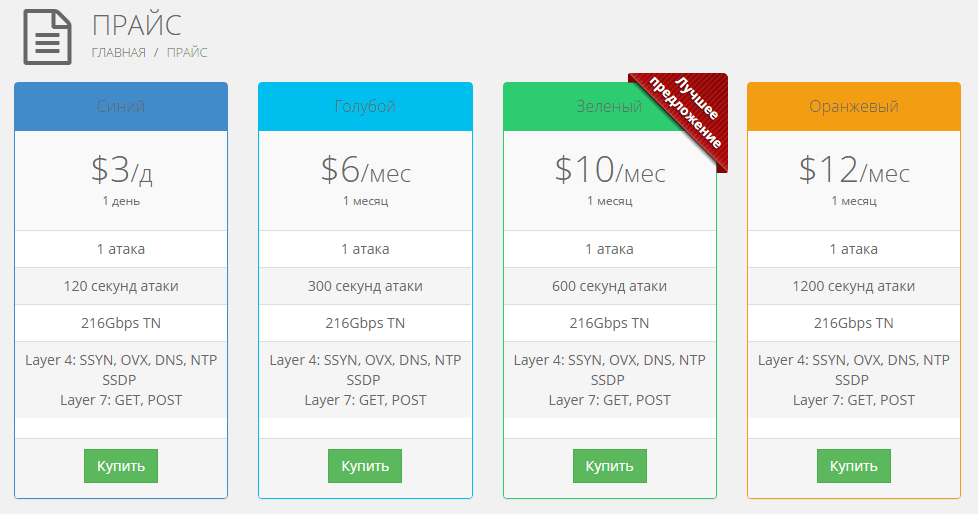 ПРАЙС
ГЛАВНАЯ / ПРАЙС
Синий
$3/д
1 день
1 атака
120 секунд атаки
216Gbps TN
Layer 4: SSYN, OVX, DNS, NTP
SSDP
Layer 7: GET, POST
Купить
Голубой
$6/мес
1 месяц
1 атака
300 секунд атаки
216Gbps TN
Layer 4: SSYN, OVX, DNS, NTP
SSDP
Layer 7: GET, POST
Купить
Зеленый
Лучшее
предложение
$10/мес
1 месяц
1 атака
600 секунд атаки
216Gbps TN
Layer 4: SSYN, OVX, DNS, NTP
SSDP
Layer 7: GET, POST
Купить
Оранжевый
$12/мес
1 месяц
1 атака
1200 секунд атаки
216Gbps TN
Layer 4: SSYN, OVX, DNS, NTP
SSDP
Layer 7: GET, POST
Купить